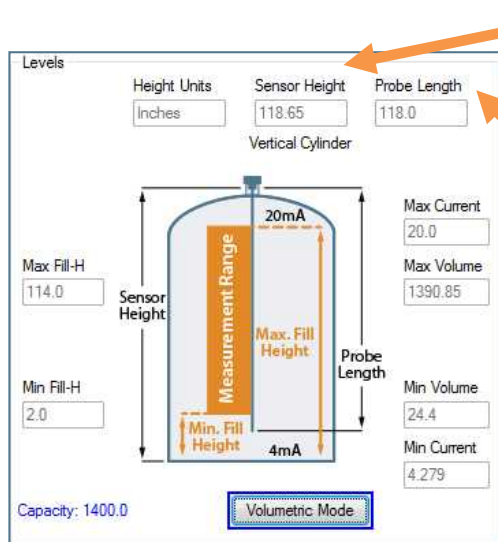 Levels
Height Units
Sensor Height
Probe Length
Inches
118.65
118.0
Vertical Cylinder
20mA
Max Current
20.0
Max Fill-H
114.0
Max Volume
1390.85
Sensor
Height
Measurement Range
Max. Fill
Height
Probe
Length
Min Fill-H
2.0
Min. Fill
Height
4mA
Min Volume
24.4
Min Current
4.279
Capacity: 1400.0
Volumetric Mode